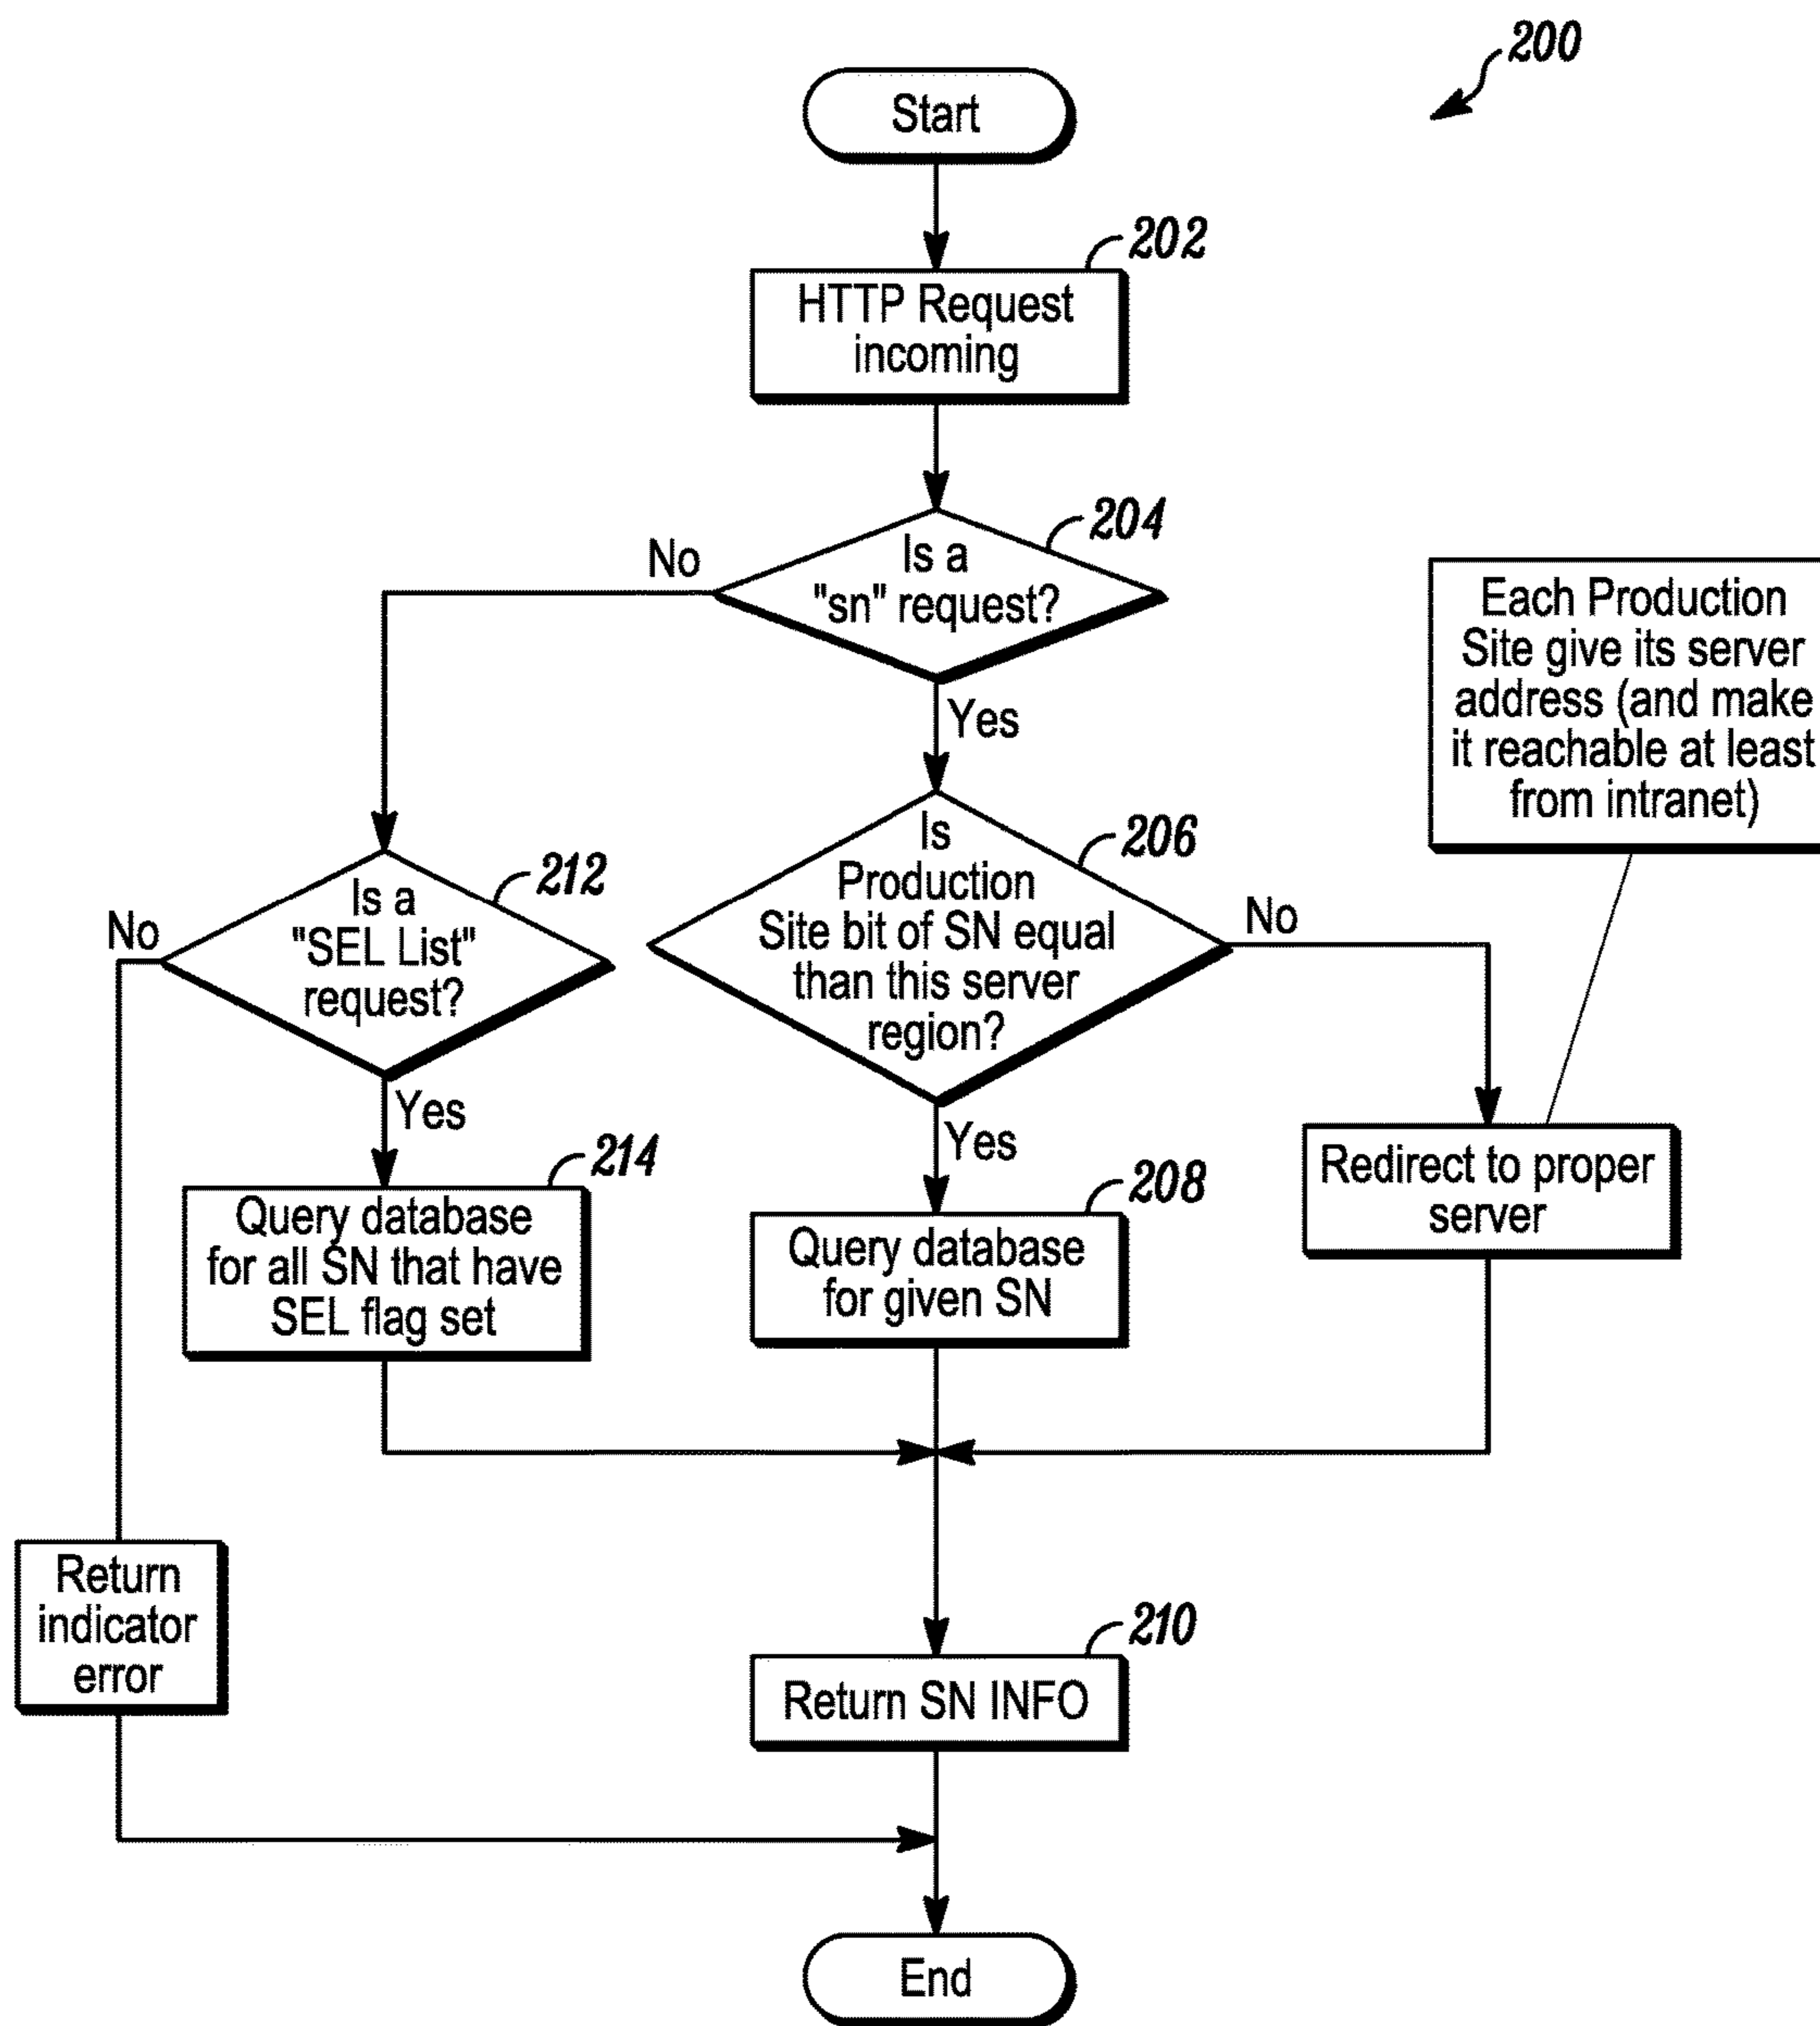 200
Start
202
HTTP Request
incoming
204
Is a
"sn" request?
No
Yes
Each Production
Site give its server
address (and make
it reachable at least
from intranet)
206
Is
Production
Site bit of SN equal
than this server
region?
No
Yes
212
Is a
"SEL List"
request?
No
Yes
214
Query database
for all SN that have
SEL flag set
208
Query database
for given SN
Redirect to proper
server
Return
indicator
error
210
Return SN INFO
End